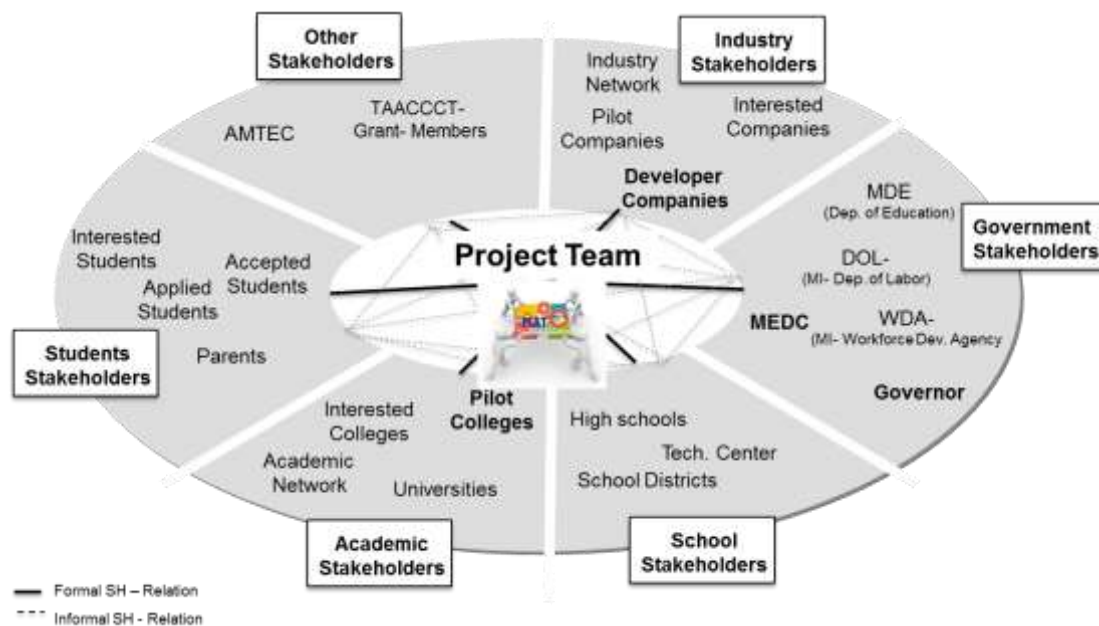 Other
Stakeholders
Industry
Stakeholders
Industry
Network
TAACCCT-
Grant- Members
AMTEC
Pilot
Companies
Interested
Companies
Developer
Companies
MDE
(Dep. of Education)
Government
Stakeholders
Interested
Students
Accepted
Students
Applied
Students
Project Team
DOL-
(MI- Dep. of Labor)
MAT
MEDC
WDA-
(MI- Workforce Dev. Agency
Students
Stakeholders
Parents
Governor
Pilot
Colleges
Interested
Colleges
High schools
Academic
Network
Tech. Center
Universities
School Districts
Academic
Stakeholders
School
Stakeholders
Formal SH – Relation
Informal SH - Relation